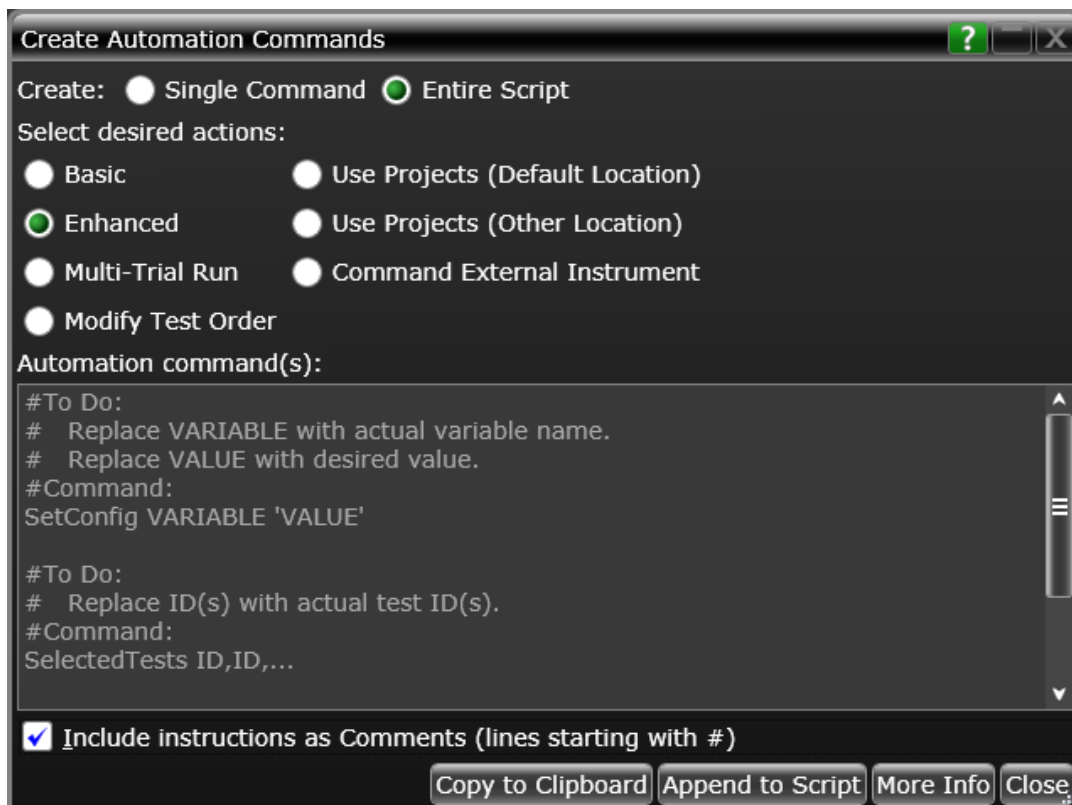 Create Automation Commands ? X
Create: Single Command Entire Script
Select desired actions:
Basic Use Projects (Default Location)
Enhanced Use Projects (Other Location)
Multi-Trial Run Command External Instrument
Modify Test Order
Automation command(s):
#To Do:
#   Replace VARIABLE with actual variable name.
#   Replace VALUE with desired value.
#Command:
SetConfig VARIABLE 'VALUE'
#To Do:
#   Replace ID(s) with actual test ID(s).
#Command:
SelectedTests ID,ID,...
Include instructions as Comments (lines starting with #)
Copy to Clipboard Append to Script More Info Close